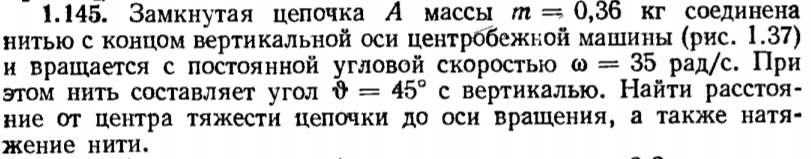 1.145. Замкнутая цепочка А массы m = 0,36 кг соединена
нитью с концом вертикальной оси центробежной машины (рис. 1.37)
и вращается с постоянной угловой скоростью ω = 35 рад/с. При
этом нить составляет угол ϑ = 45° с вертикалью. Найти расстоя-
ние от центра тяжести цепочки до оси вращения, а также натя-
жение нити.